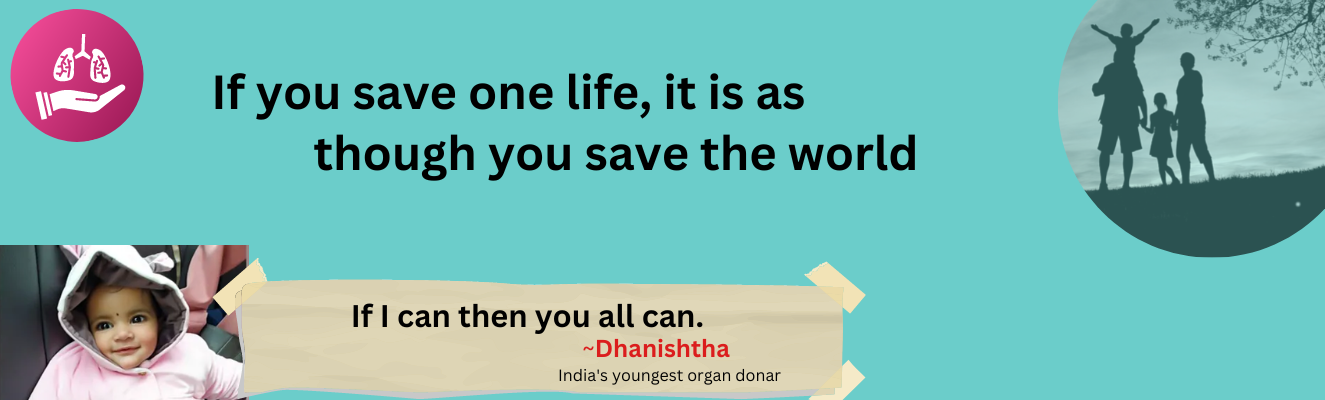 If you save one life, it is as
though you save the world
If I can then you all can.
~Dhanishtha
India's youngest organ donar